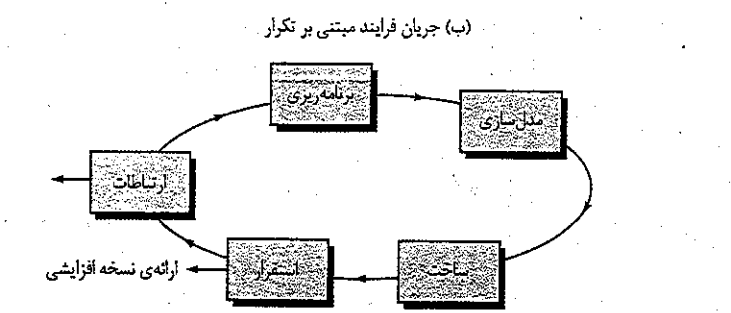 (ب) جریان فرایند مبتنی بر تکرار
برنامه‌ریزی
مدل‌سازی
ارتباطات
ساخت
استقرار
ارائه‌ی نسخه افزایشی